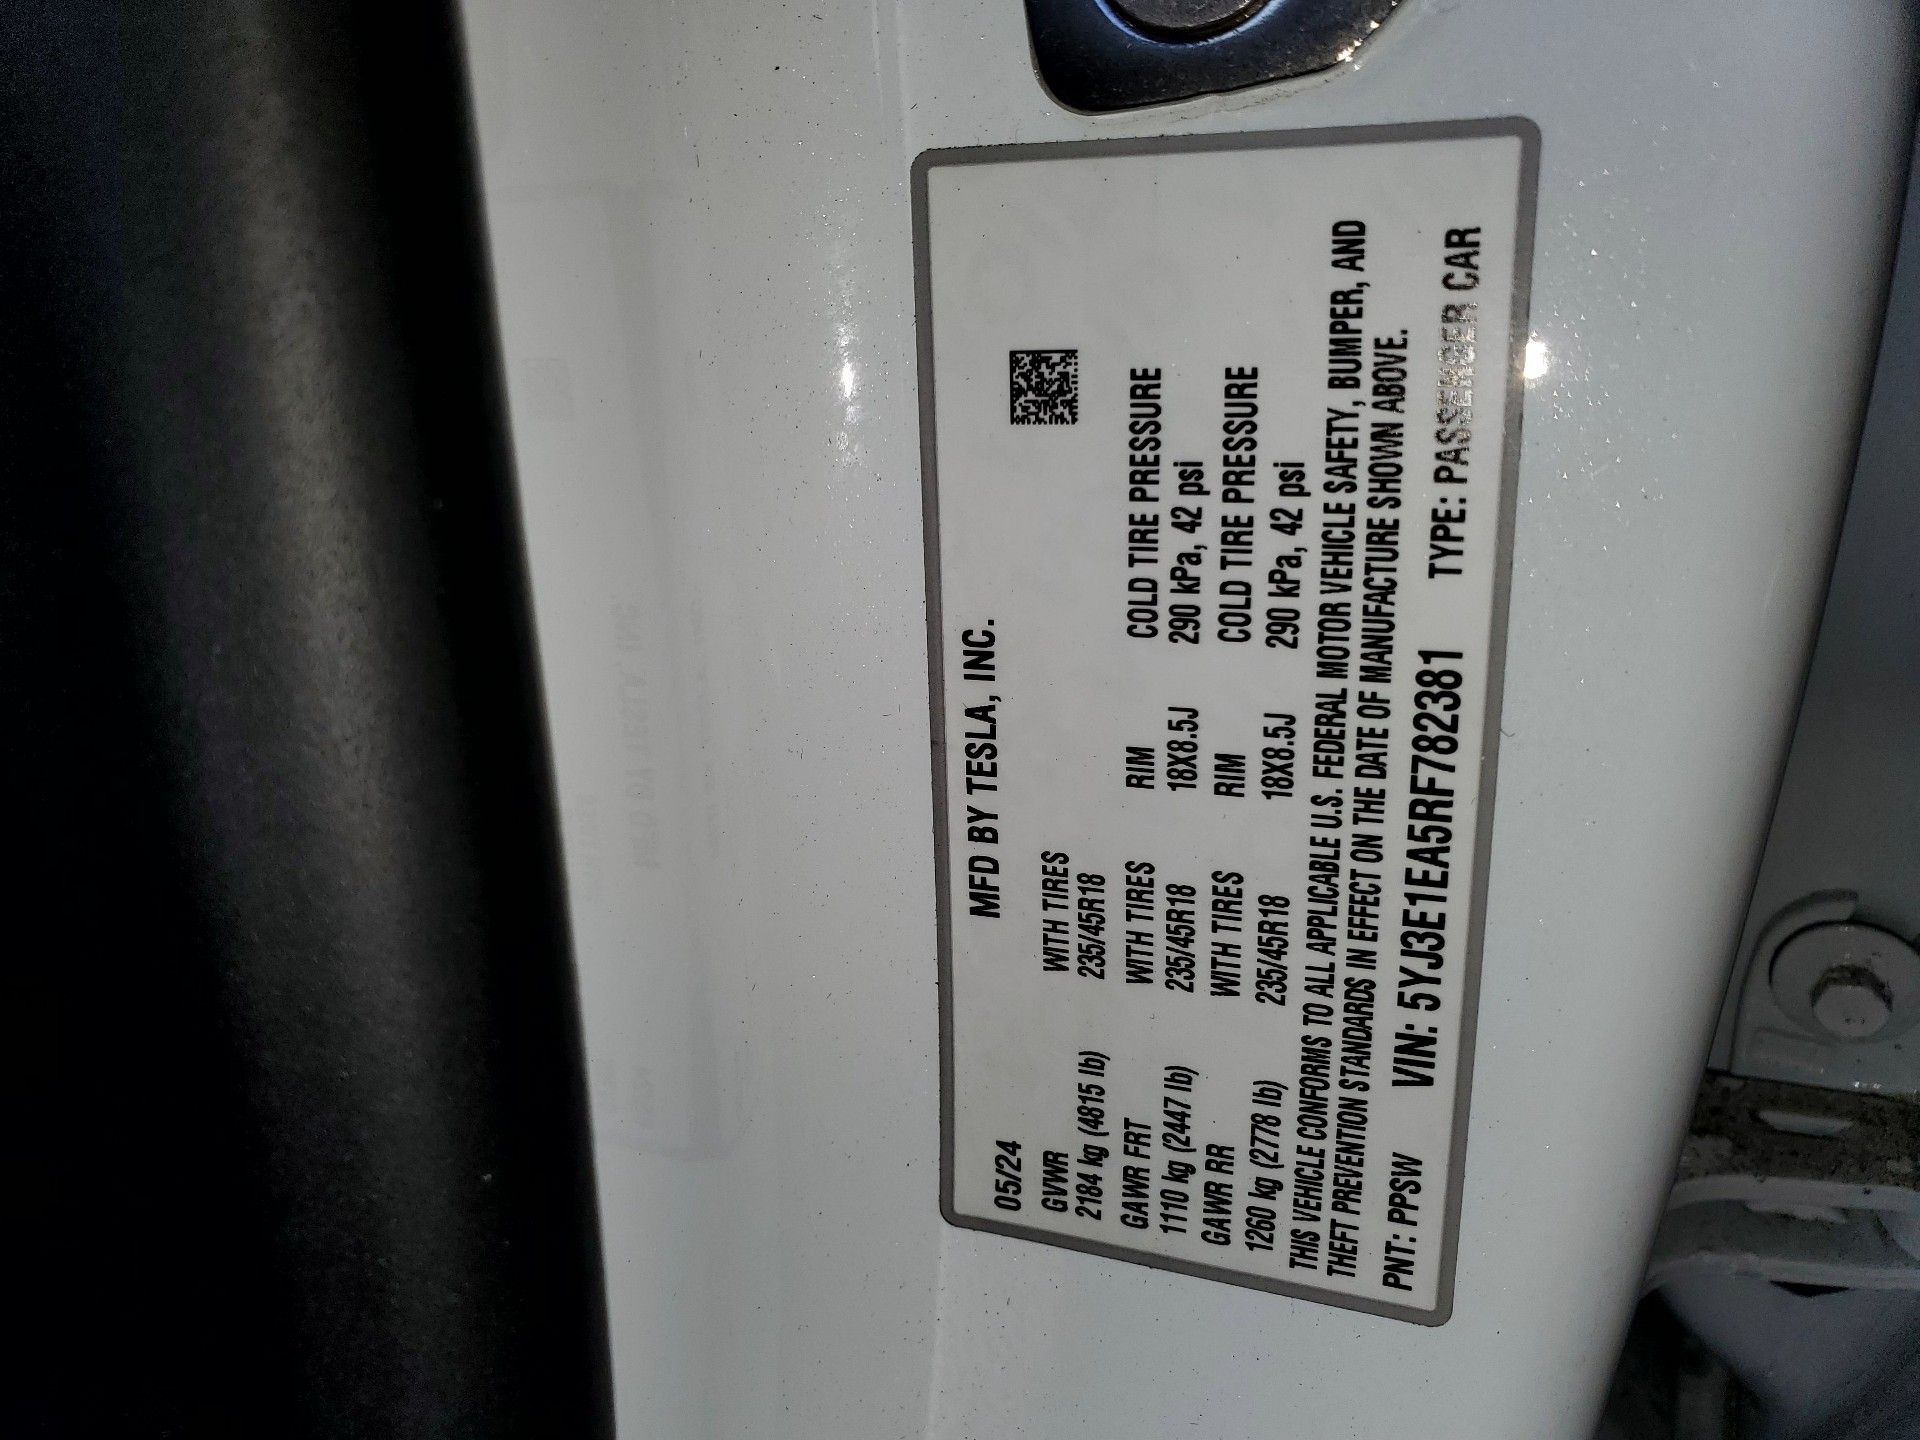 MFD BY TESLA, INC.
05/24
GVWR WITH TIRES
2184 kg (4815 lb) 235/45R18
GAWR FRT WITH TIRES RIM COLD TIRE PRESSURE
1110 kg (2447 lb) 235/45R18 18X8.5J 290 kPa, 42 psi
GAWR RR WITH TIRES RIM COLD TIRE PRESSURE
1260 kg (2778 lb) 235/45R18 18X8.5J 290 kPa, 42 psi
THIS VEHICLE CONFORMS TO ALL APPLICABLE U.S. FEDERAL MOTOR VEHICLE SAFETY, BUMPER, AND
THEFT PREVENTION STANDARDS IN EFFECT ON THE DATE OF MANUFACTURE SHOWN ABOVE.
PNT: PPSW VIN: 5YJ3E1EA5RF782381 TYPE: PASSENGER CAR